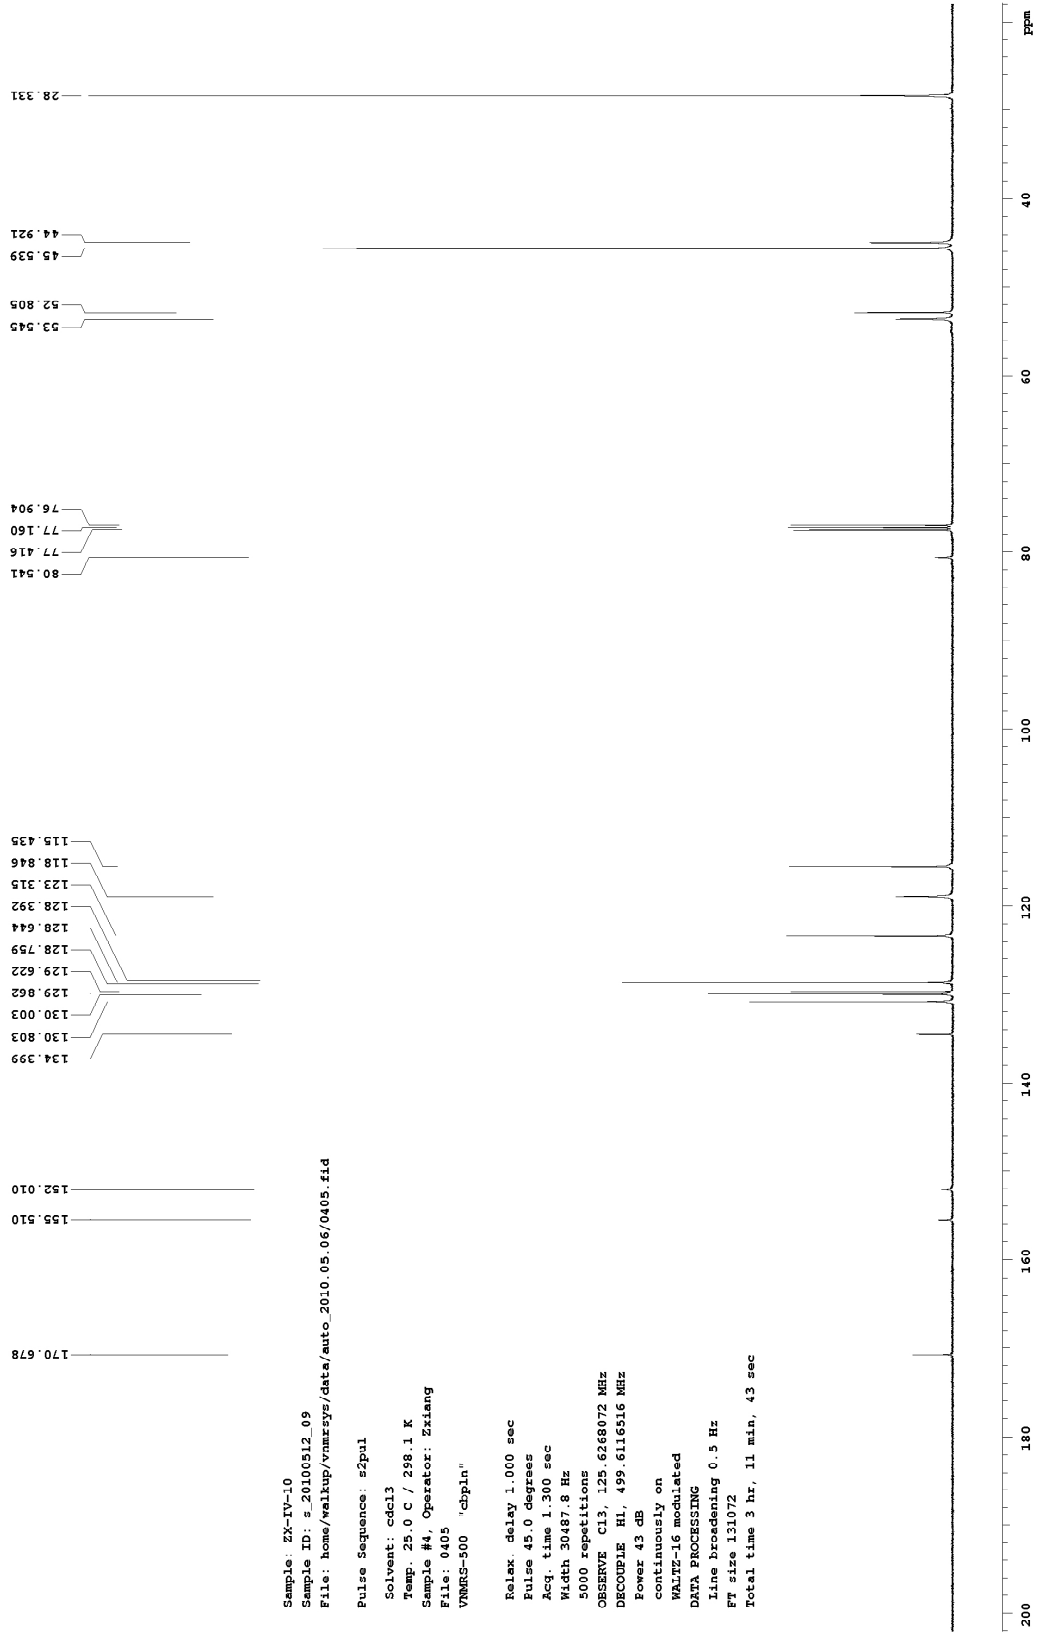 Sample: ZX-IV-10
Sample ID: s_20100512_09
File: home/walkup/vnmrsys/data/auto_2010.05.06/0405.fid
Pulse Sequence: s2pul
Solvent: cdcl3
Temp. 25.0 C / 298.1 K
Sample #4, Operator: Zxiang
File: 0405
VNMRS-500 "cbpln"
Relax. delay 1.000 sec
Pulse 45.0 degrees
Acq. time 1.300 sec
Width 30487.8 Hz
5000 repetitions
OBSERVE C13, 125.6268072 MHz
DECOUPLE H1, 499.6116516 MHz
Power 43 dB
continuously on
WALTZ-16 modulated
DATA PROCESSING
Line broadening 0.5 Hz
FT size 131072
Total time 3 hr, 11 min, 43 sec
170.678
155.510
152.010
134.399
130.803
130.003
129.862
129.622
128.759
128.644
128.392
123.315
118.846
115.435
80.541
77.416
77.160
76.904
53.545
52.805
45.539
44.921
28.331
200
180
160
140
120
100
80
60
40
ppm